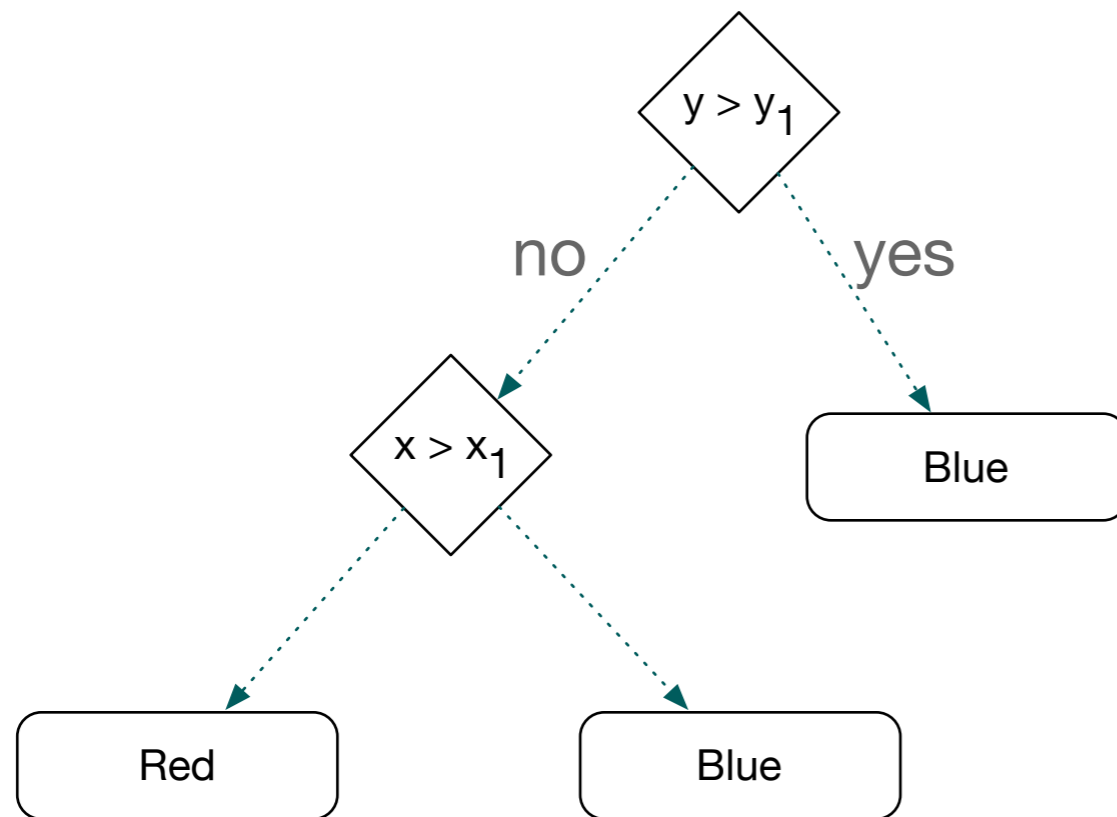 y > y₁
no
yes
x > x₁
Blue
Red
Blue